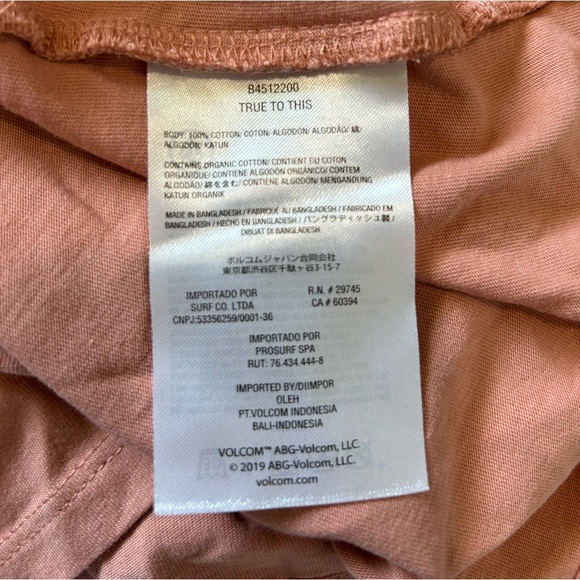 B4512200
TRUE TO THIS
BODY: 100% COTTON/ COTON/ ALGODÓN/ ALGODÃO/ 綿/
ALGODÓN/ KATUN
CONTAINS ORGANIC COTTON/ CONTIENT DU COTON
ORGANIQUE/ CONTIENE ALGODÓN ORGÁNICO/ CONTEM
ALGODÃO/ 綿を含む/ CONTIENE ALGODÓN/ MENGANDUNG
KATUN ORGANIK
MADE IN BANGLADESH / FABRIQUÉ AU BANGLADESH / FABRICADO EM
BANGLADESH / HECHO EN BANGLADESH / バングラディッシュ製 /
DIBUAT DI BANGLADESH
ボルコムジャパン合同会社
東京都渋谷区千駄ヶ谷3-15-7
IMPORTADO POR
SURF CO. LTDA
CNPJ:53356259/0001-36
R.N. # 29745
CA # 60394
IMPORTADO POR
PROSURF SPA
RUT: 76.434.444-8
IMPORTED BY/DIIMPOR
OLEH
PT.VOLCOM INDONESIA
BALI-INDONESIA
VOLCOM™ ABG-Volcom, LLC.
© 2019 ABG-Volcom, LLC.
volcom.com